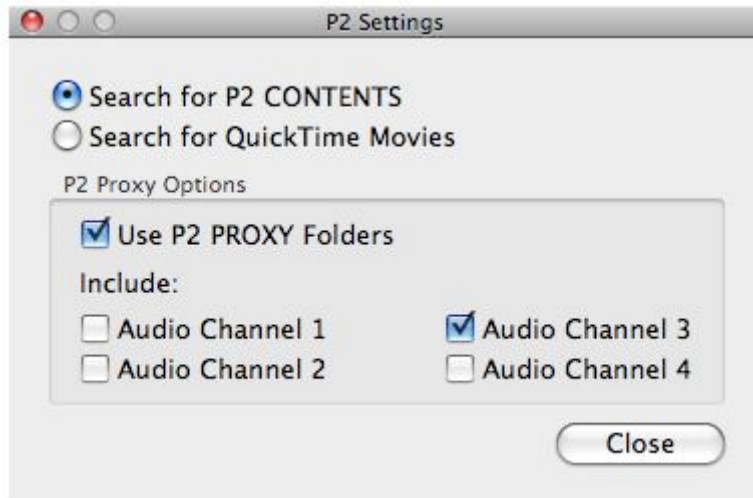 P2 Settings
Search for P2 CONTENTS
Search for QuickTime Movies
P2 Proxy Options
Use P2 PROXY Folders
Include:
Audio Channel 1 Audio Channel 3
Audio Channel 2 Audio Channel 4
Close